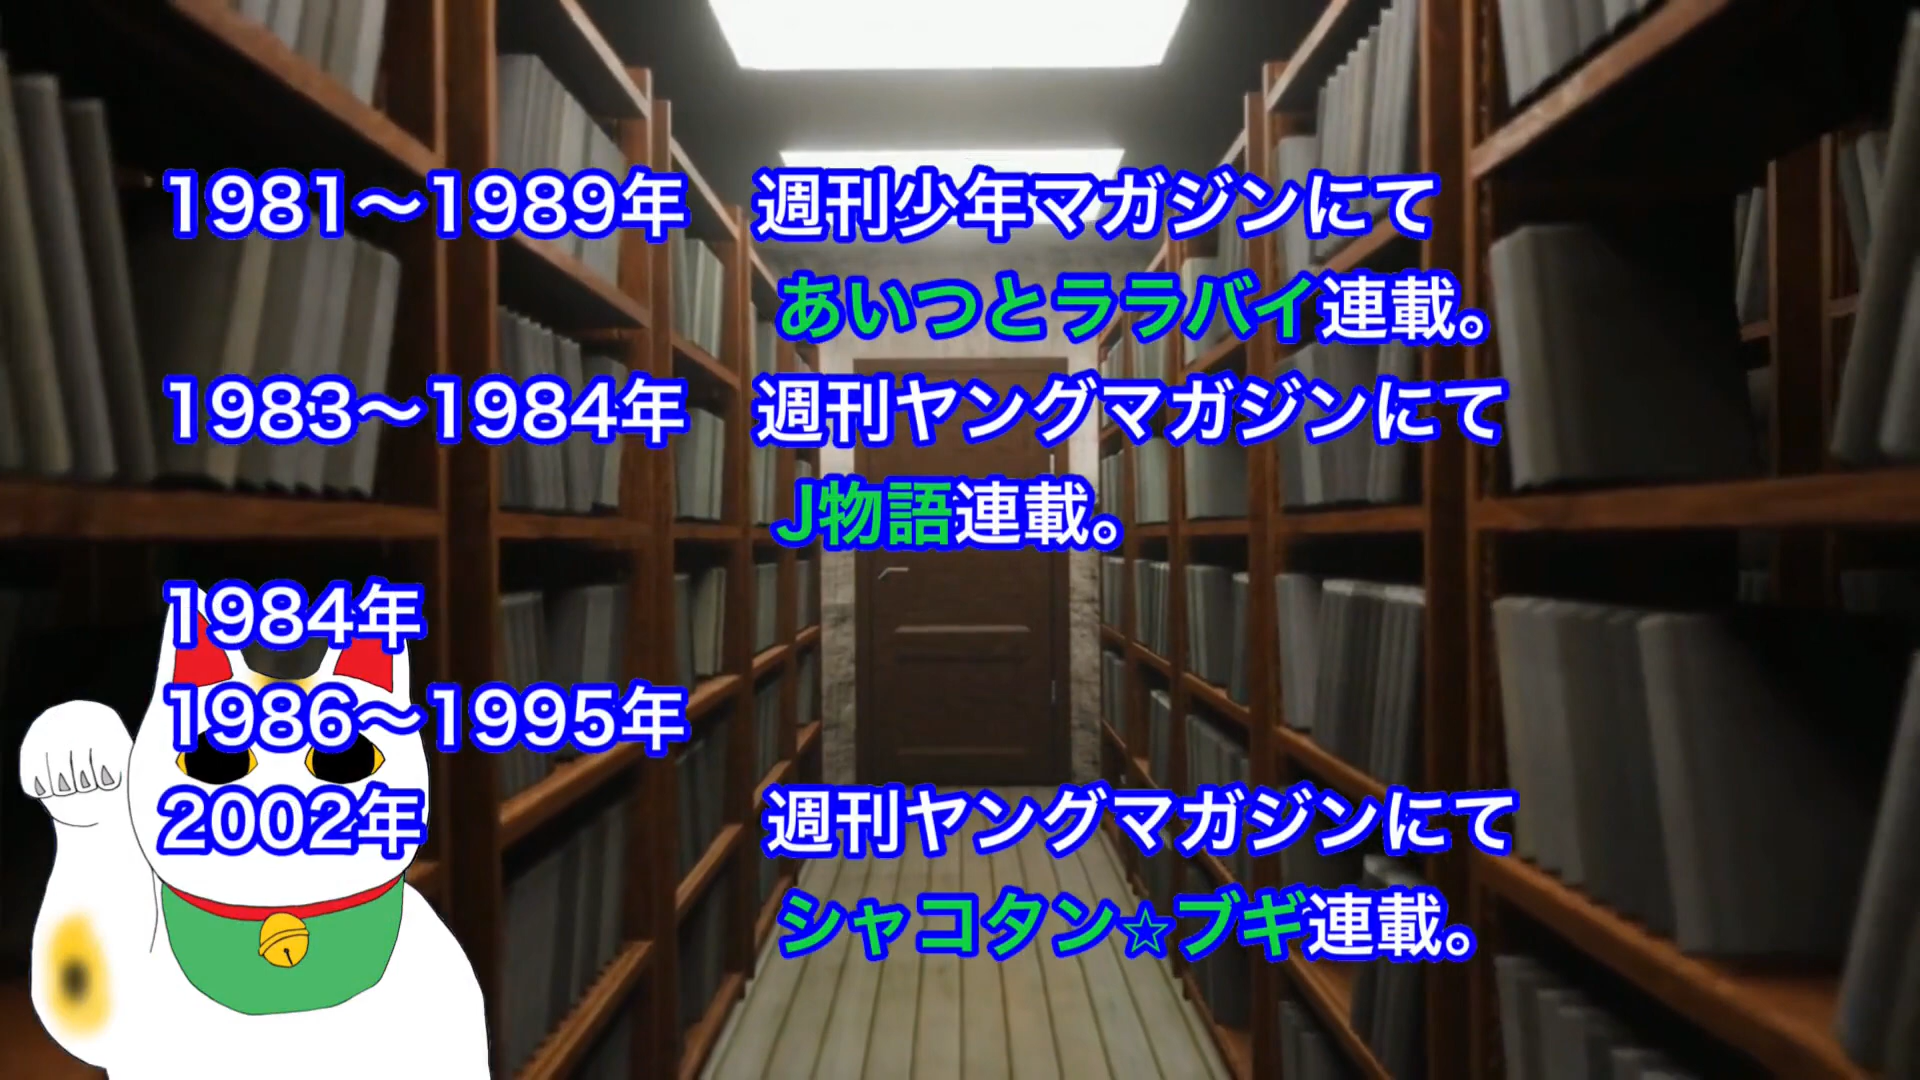 1981〜1989年　週刊少年マガジンにて
あいつとララバイ連載。
1983〜1984年　週刊ヤングマガジンにて
J物語連載。
1984年
1986〜1995年
2002年　週刊ヤングマガジンにて
シャコタン☆ブギ連載。